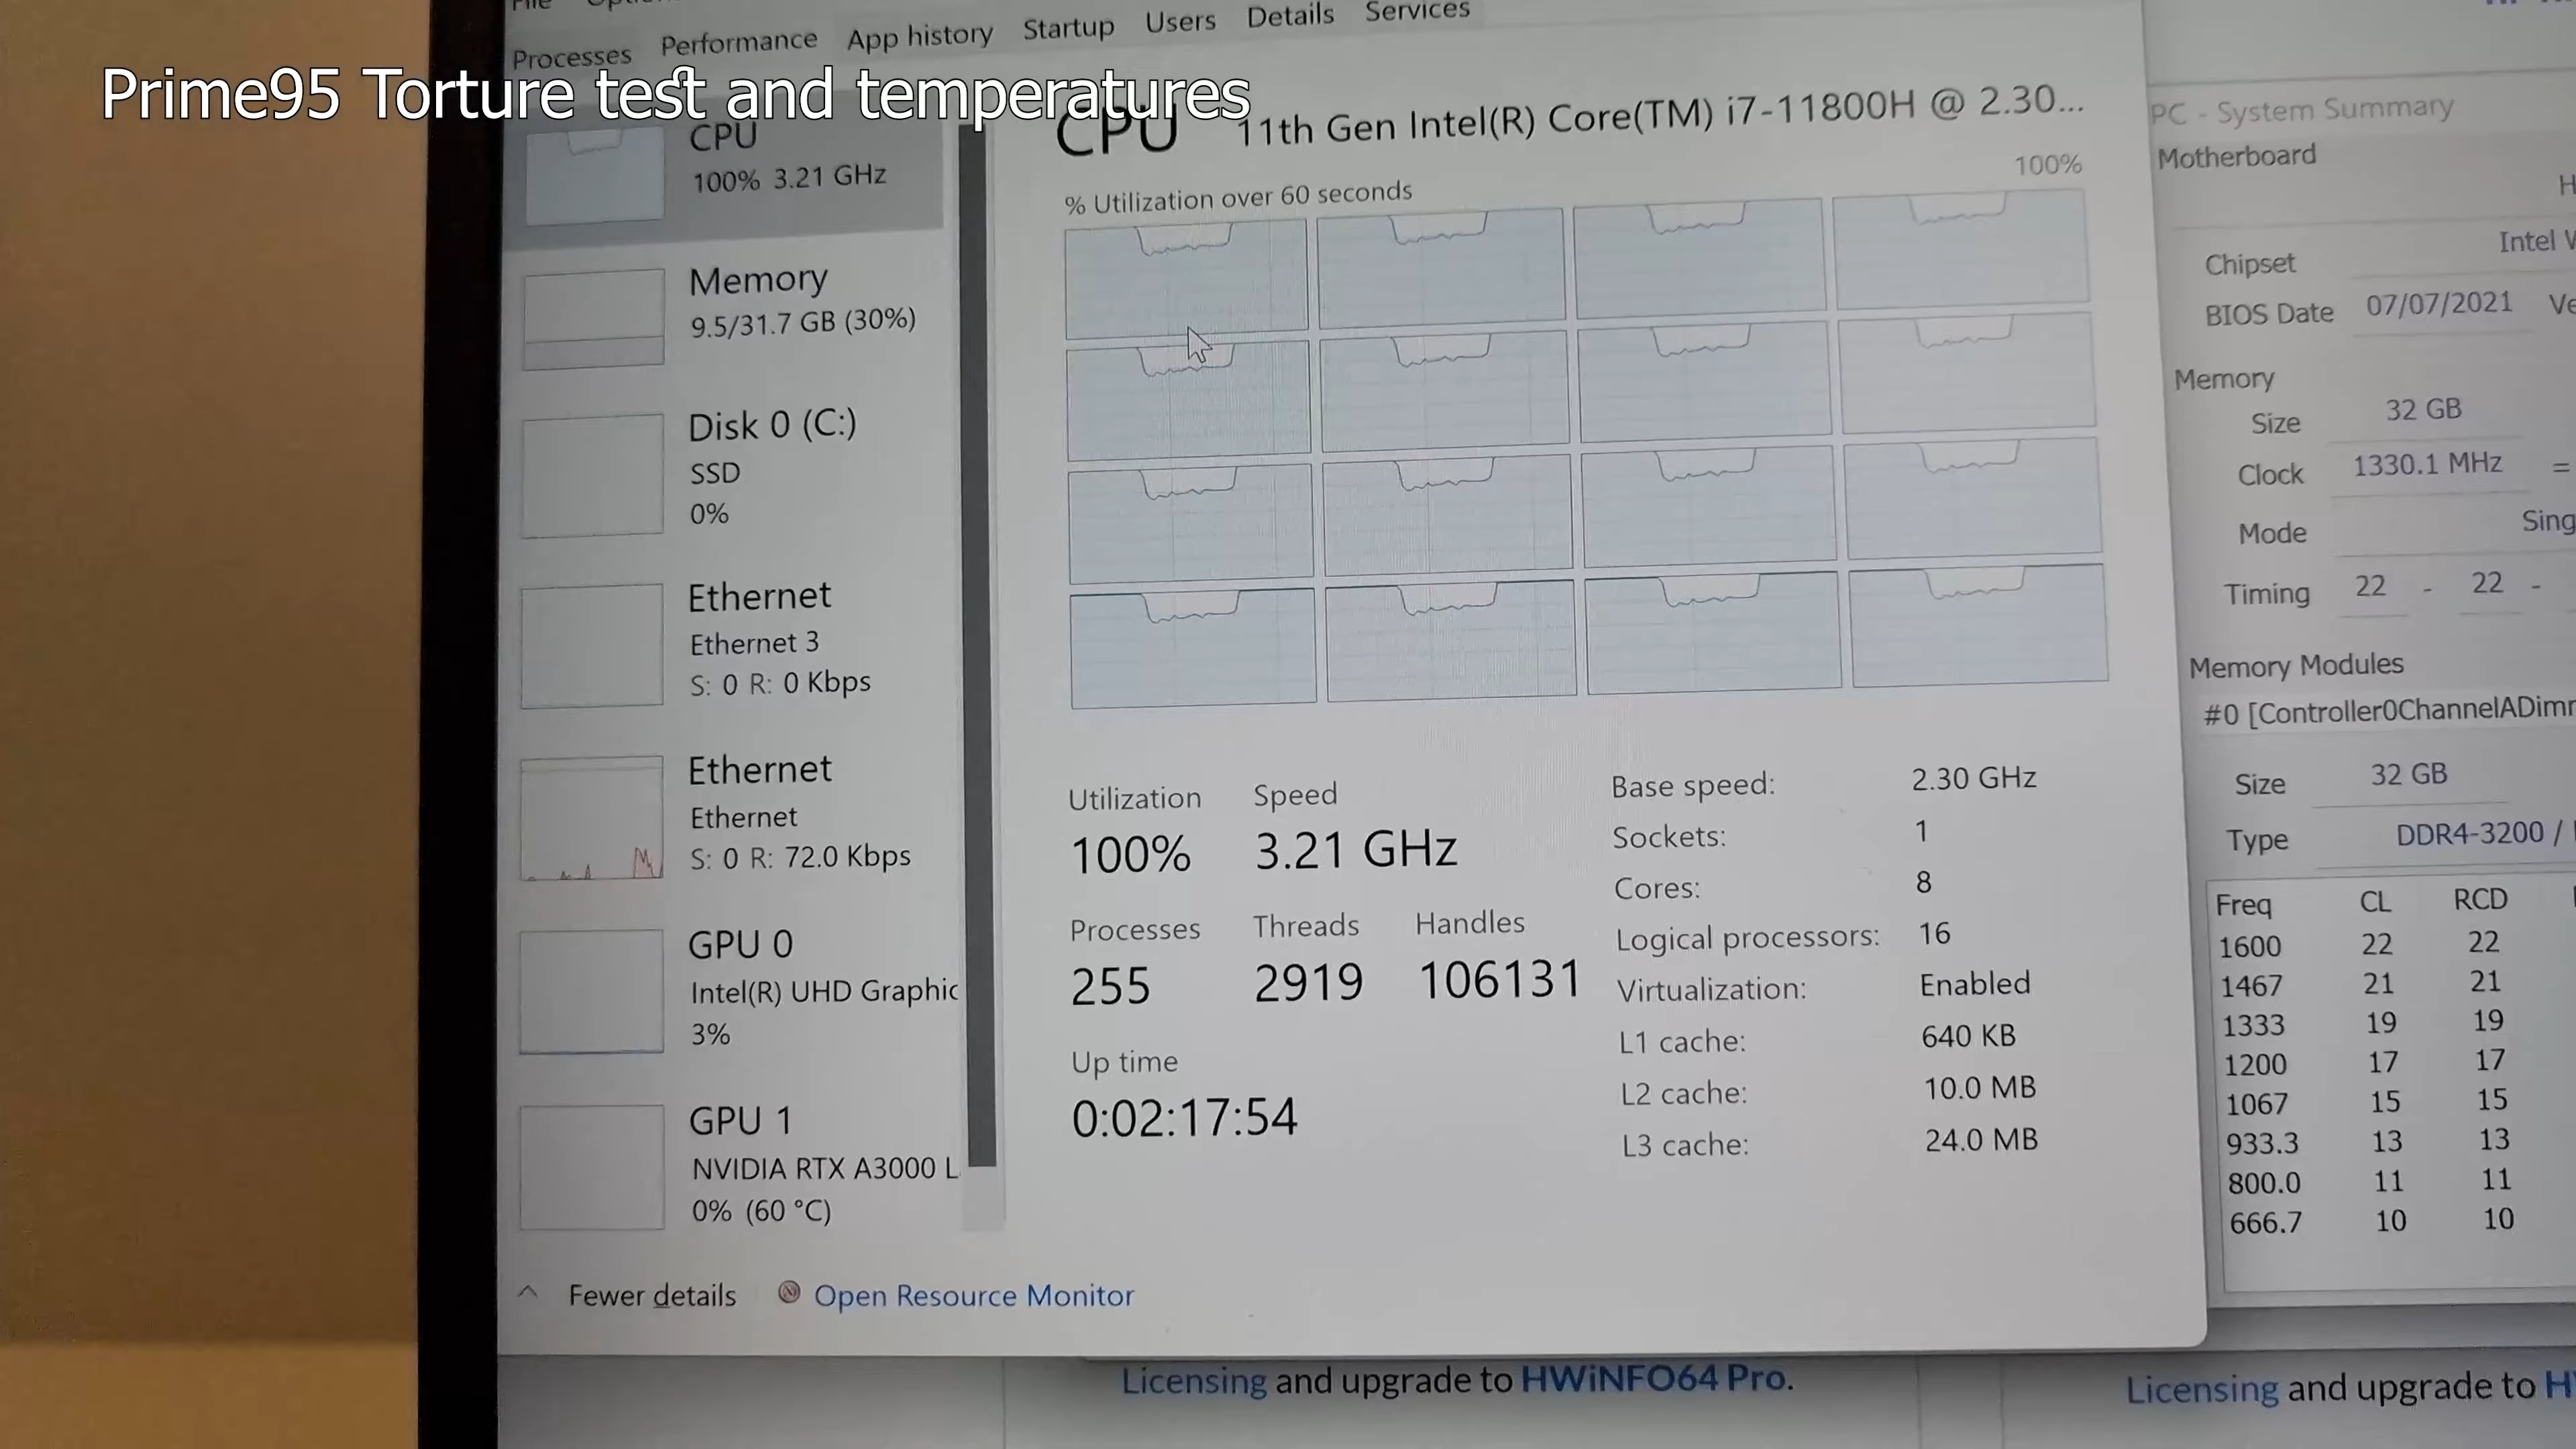 File
Processes Performance App history Startup Users Details Services
Prime95 Torture test and temperatures
CPU
100% 3.21 GHz
Memory
9.5/31.7 GB (30%)
Disk 0 (C:)
SSD
0%
Ethernet
Ethernet 3
S: 0 R: 0 Kbps
Ethernet
Ethernet
S: 0 R: 72.0 Kbps
GPU 0
Intel(R) UHD Graphic
3%
GPU 1
NVIDIA RTX A3000 L
0% (60 °C)
Fewer details
Open Resource Monitor
CPU 11th Gen Intel(R) Core(TM) i7-11800H @ 2.30...
% Utilization over 60 seconds 100%
Utilization Speed
100% 3.21 GHz
Processes Threads Handles
255 2919 106131
Up time
0:02:17:54
Base speed: 2.30 GHz
Sockets: 1
Cores: 8
Logical processors: 16
Virtualization: Enabled
L1 cache: 640 KB
L2 cache: 10.0 MB
L3 cache: 24.0 MB
PC - System Summary
Motherboard
Chipset Intel
BIOS Date 07/07/2021
Memory
Size 32 GB
Clock 1330.1 MHz =
Mode Sing
Timing 22 - 22 -
Memory Modules
#0 [Controller0ChannelADimm
Size 32 GB
Type DDR4-3200 /
Freq CL RCD
1600 22 22
1467 21 21
1333 19 19
1200 17 17
1067 15 15
933.3 13 13
800.0 11 11
666.7 10 10
Licensing and upgrade to HWiNFO64 Pro.
Licensing and upgrade to